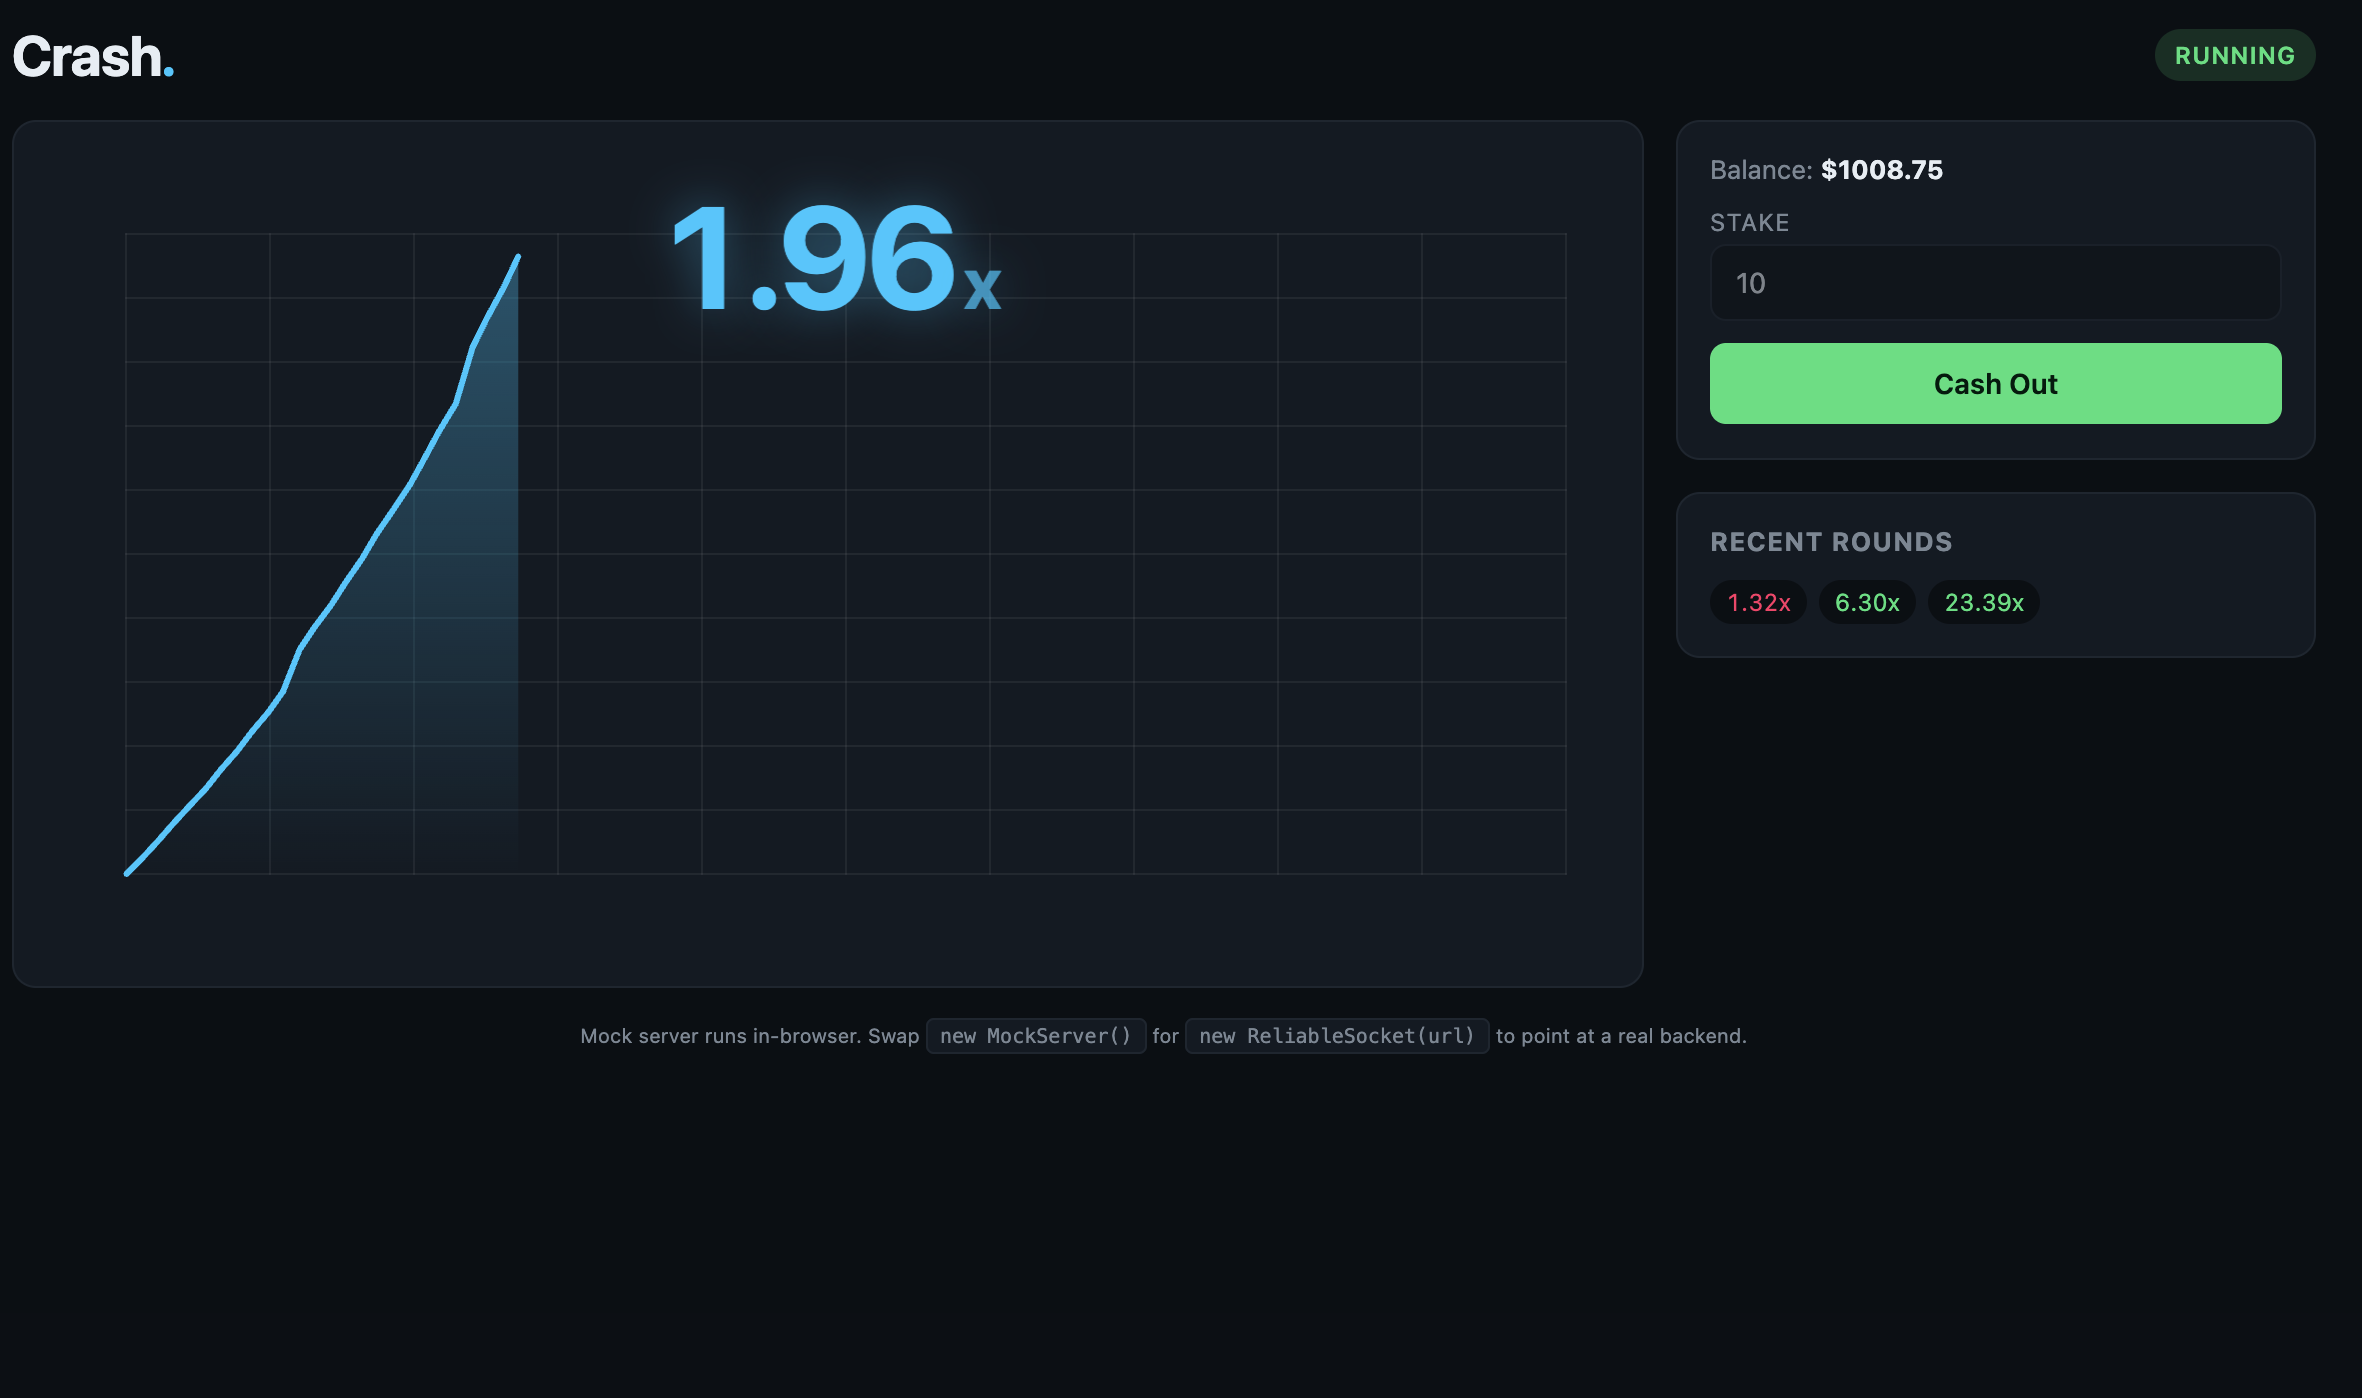 Crash.
RUNNING
1.96x
Balance: $1008.75
STAKE
10
Cash Out
RECENT ROUNDS
1.32x 6.30x 23.39x
Mock server runs in-browser. Swap new MockServer() for new ReliableSocket(url) to point at a real backend.